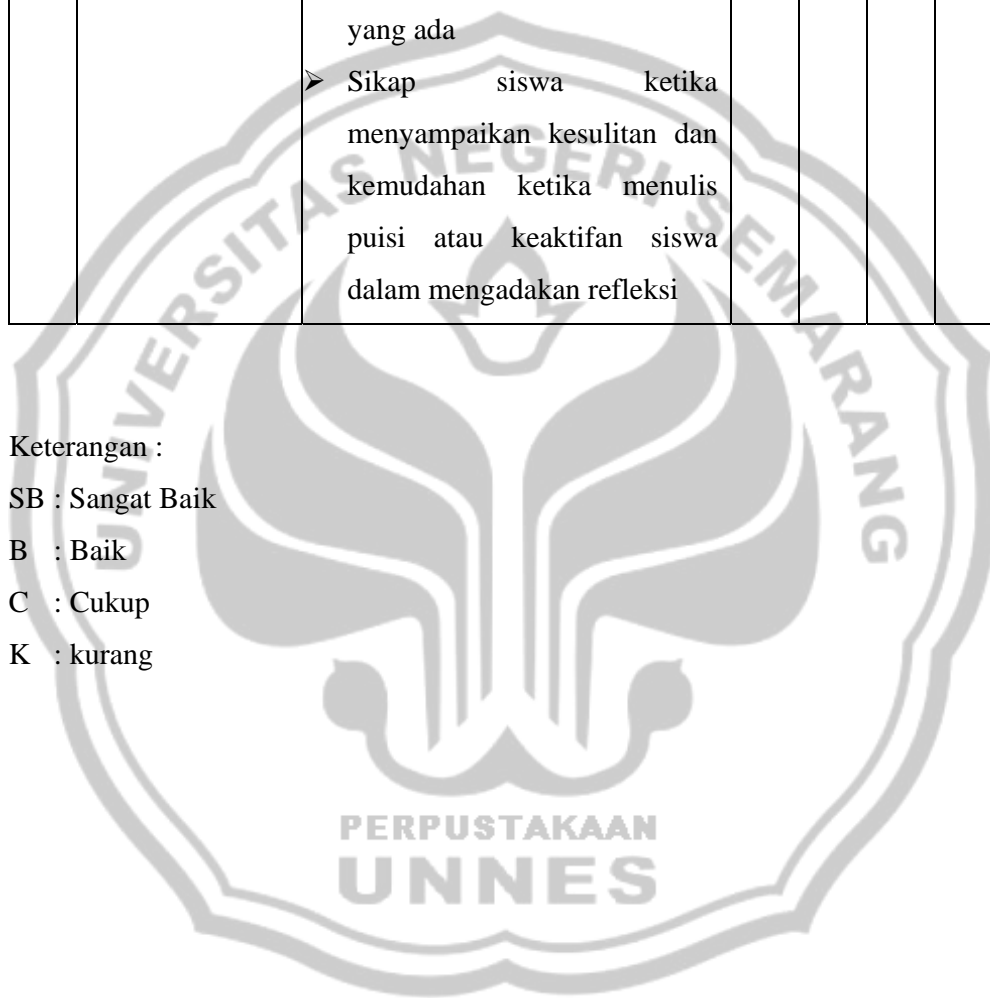 yang ada
➢ Sikap siswa ketika
menyampaikan kesulitan dan
kemudahan ketika menulis
puisi atau keaktifan siswa
dalam mengadakan refleksi
Keterangan :
SB : Sangat Baik
B : Baik
C : Cukup
K : kurang
UNIVERSITAS NEGERI SEMARANG
PERPUSTAKAAN
UNNES